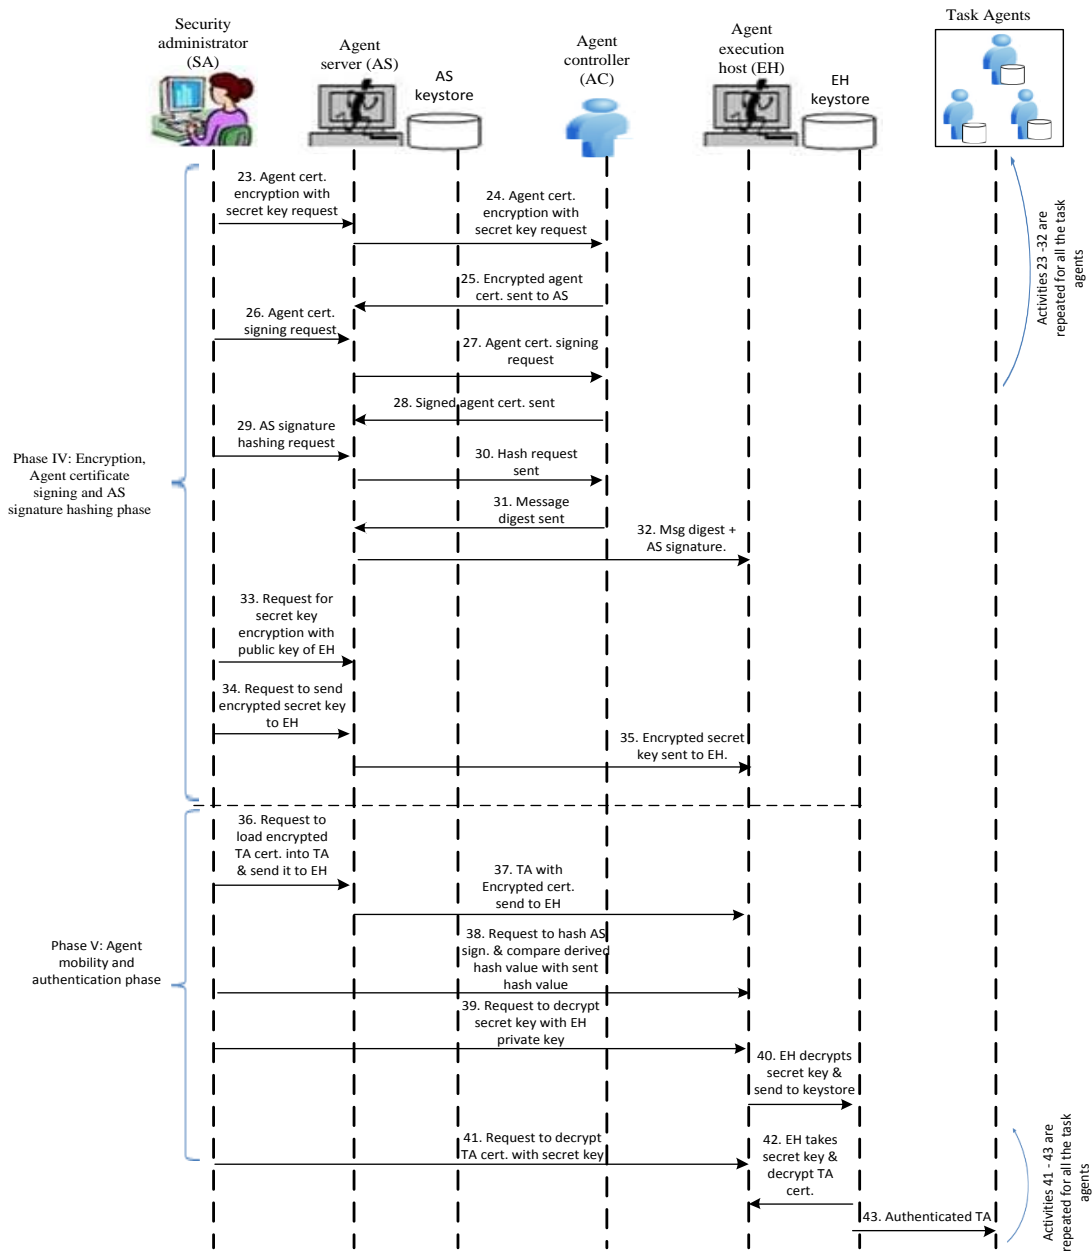 Security
administrator
(SA)
Agent
server (AS)
AS
keystore
Agent
controller
(AC)
Agent
execution
host (EH)
EH
keystore
Task Agents
23. Agent cert.
encryption with
secret key request
24. Agent cert.
encryption with
secret key request
25. Encrypted agent
cert. sent to AS
26. Agent cert.
signing request
27. Agent cert. signing
request
28. Signed agent cert. sent
29. AS signature
hashing request
30. Hash request
sent
31. Message
digest sent
32. Msg digest +
AS signature.
33. Request for
secret key
encryption with
public key of EH
34. Request to send
encrypted secret key
to EH
35. Encrypted secret
key sent to EH.
Phase IV: Encryption,
Agent certificate
signing and AS
signature hashing phase
Activities 23 -32 are
repeated for all the task
agents
36. Request to
load encrypted
TA cert. into TA
& send it to EH
37. TA with
Encrypted cert.
send to EH
38. Request to hash AS
sign. & compare derived
hash value with sent
hash value
39. Request to decrypt
secret key with EH
private key
40. EH decrypts
secret key &
send to keystore
41. Request to decrypt
TA cert. with secret key
42. EH takes
secret key &
decrypt TA
cert.
43. Authenticated TA
Phase V: Agent
mobility and
authentication phase
Activities 41 - 43 are
repeated for all the task
agents